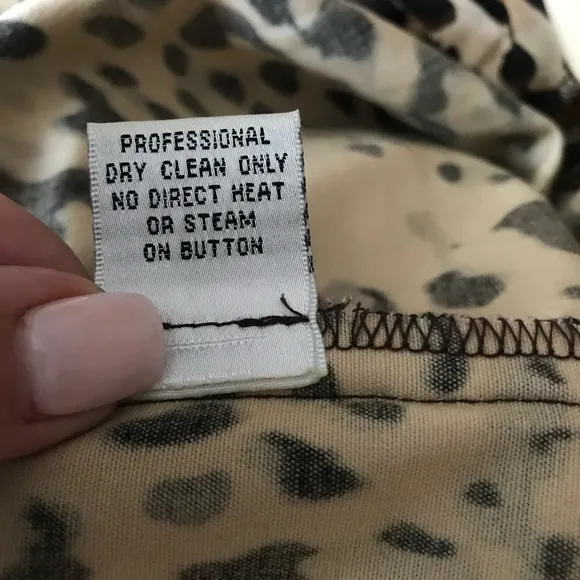 PROFESSIONAL
DRY CLEAN ONLY
NO DIRECT HEAT
OR STEAM
ON BUTTON